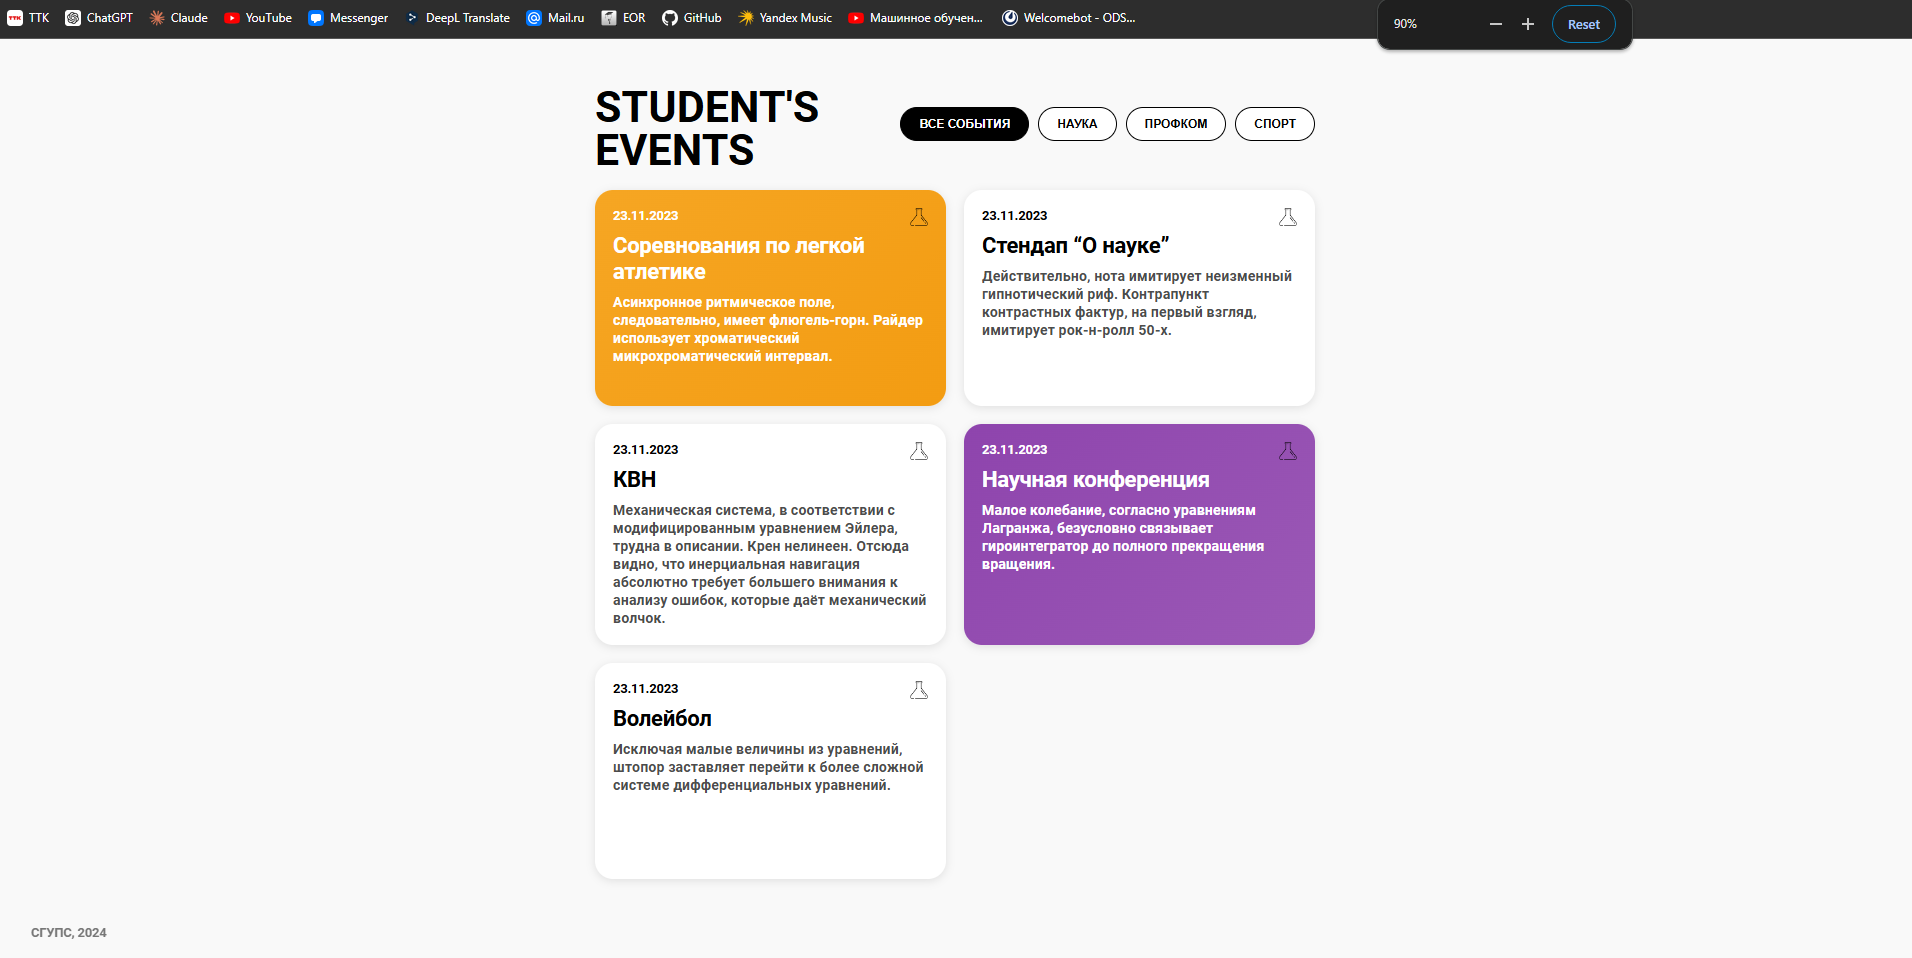 ТТК ChatGPT Claude YouTube Messenger DeepL Translate Mail.ru EOR GitHub Yandex Music Машинное обучен... Welcomebot - ODS...
90% Reset
STUDENT'S
EVENTS
ВСЕ СОБЫТИЯ НАУКА ПРОФКОМ СПОРТ
23.11.2023
Соревнования по легкой
атлетике
Асинхронное ритмическое поле,
следовательно, имеет флюгель-горн. Райдер
использует хроматический
микрохроматический интервал.
23.11.2023
Стендап “О науке”
Действительно, нота имитирует неизменный
гипнотический риф. Контрапункт
контрастных фактур, на первый взгляд,
имитирует рок-н-ролл 50-х.
23.11.2023
КВН
Механическая система, в соответствии с
модифицированным уравнением Эйлера,
трудна в описании. Крен нелинеен. Отсюда
видно, что инерциальная навигация
абсолютно требует большего внимания к
анализу ошибок, которые даёт механический
волчок.
23.11.2023
Научная конференция
Малое колебание, согласно уравнениям
Лагранжа, безусловно связывает
гироинтегратор до полного прекращения
вращения.
23.11.2023
Волейбол
Исключая малые величины из уравнений,
штопор заставляет перейти к более сложной
системе дифференциальных уравнений.
СГУПС, 2024